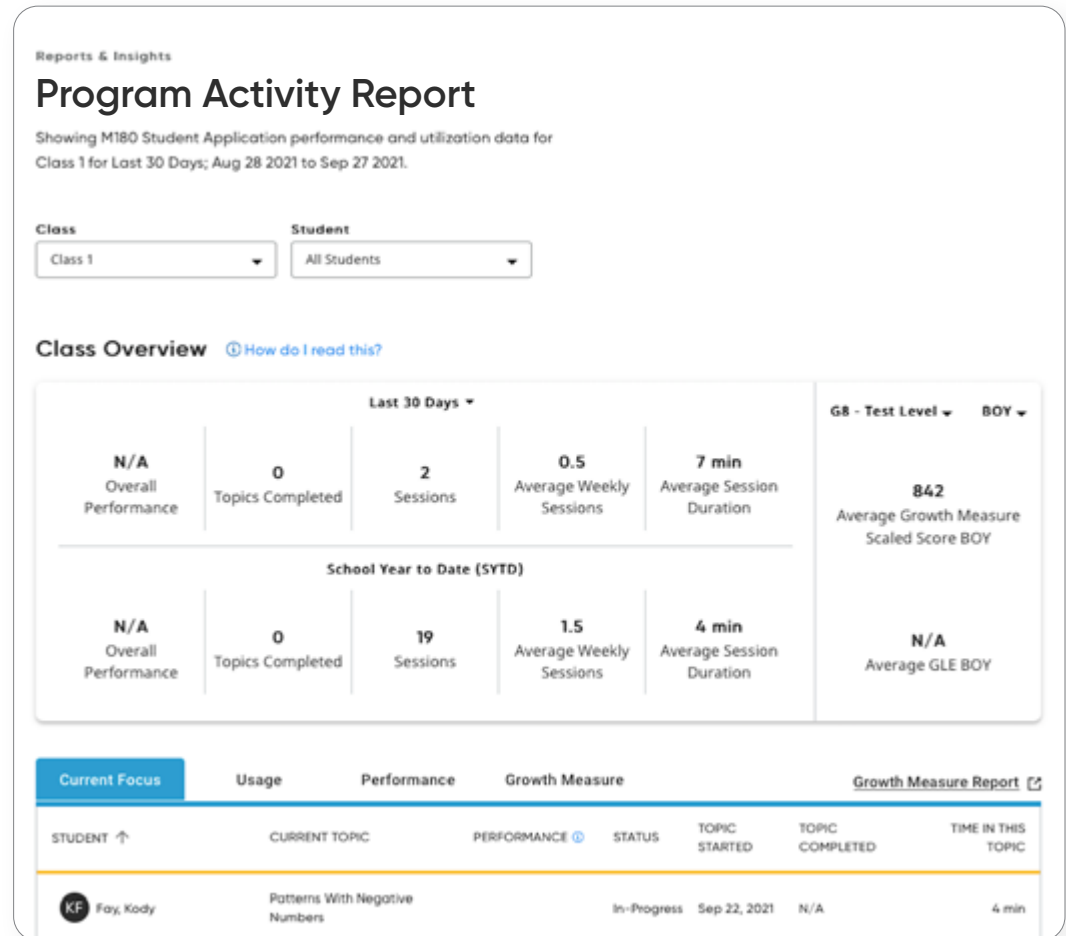 Reports & Insights
Program Activity Report
Showing M180 Student Application performance and utilization data for
Class 1 for Last 30 Days; Aug 28 2021 to Sep 27 2021.
Class
Student
Class 1
All Students
Class Overview
How do I read this?
Last 30 Days
G8 - Test Level
BOY
N/A
Overall
Performance
0
Topics Completed
2
Sessions
0.5
Average Weekly
Sessions
7 min
Average Session
Duration
842
Average Growth Measure
Scaled Score BOY
School Year to Date (SYTD)
N/A
Overall
Performance
0
Topics Completed
19
Sessions
1.5
Average Weekly
Sessions
4 min
Average Session
Duration
N/A
Average GLE BOY
Current Focus
Usage
Performance
Growth Measure
Growth Measure Report
STUDENT
CURRENT TOPIC
PERFORMANCE
STATUS
TOPIC
STARTED
TOPIC
COMPLETED
TIME IN THIS
TOPIC
KF
Fay, Kody
Patterns With Negative
Numbers
In-Progress
Sep 22, 2021
N/A
4 min